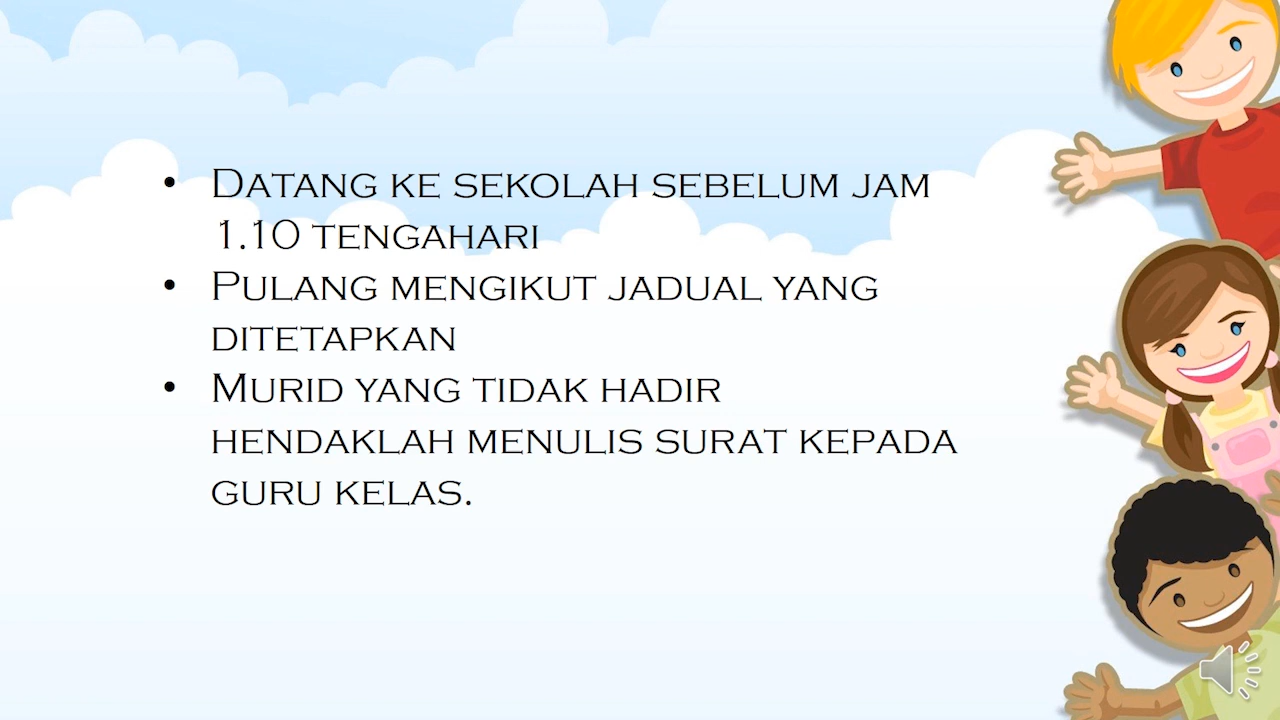 • Datang ke sekolah sebelum jam
1.10 tengahari
• Pulang mengikut jadual yang
ditetapkan
• Murid yang tidak hadir
hendaklah menulis surat kepada
guru kelas.